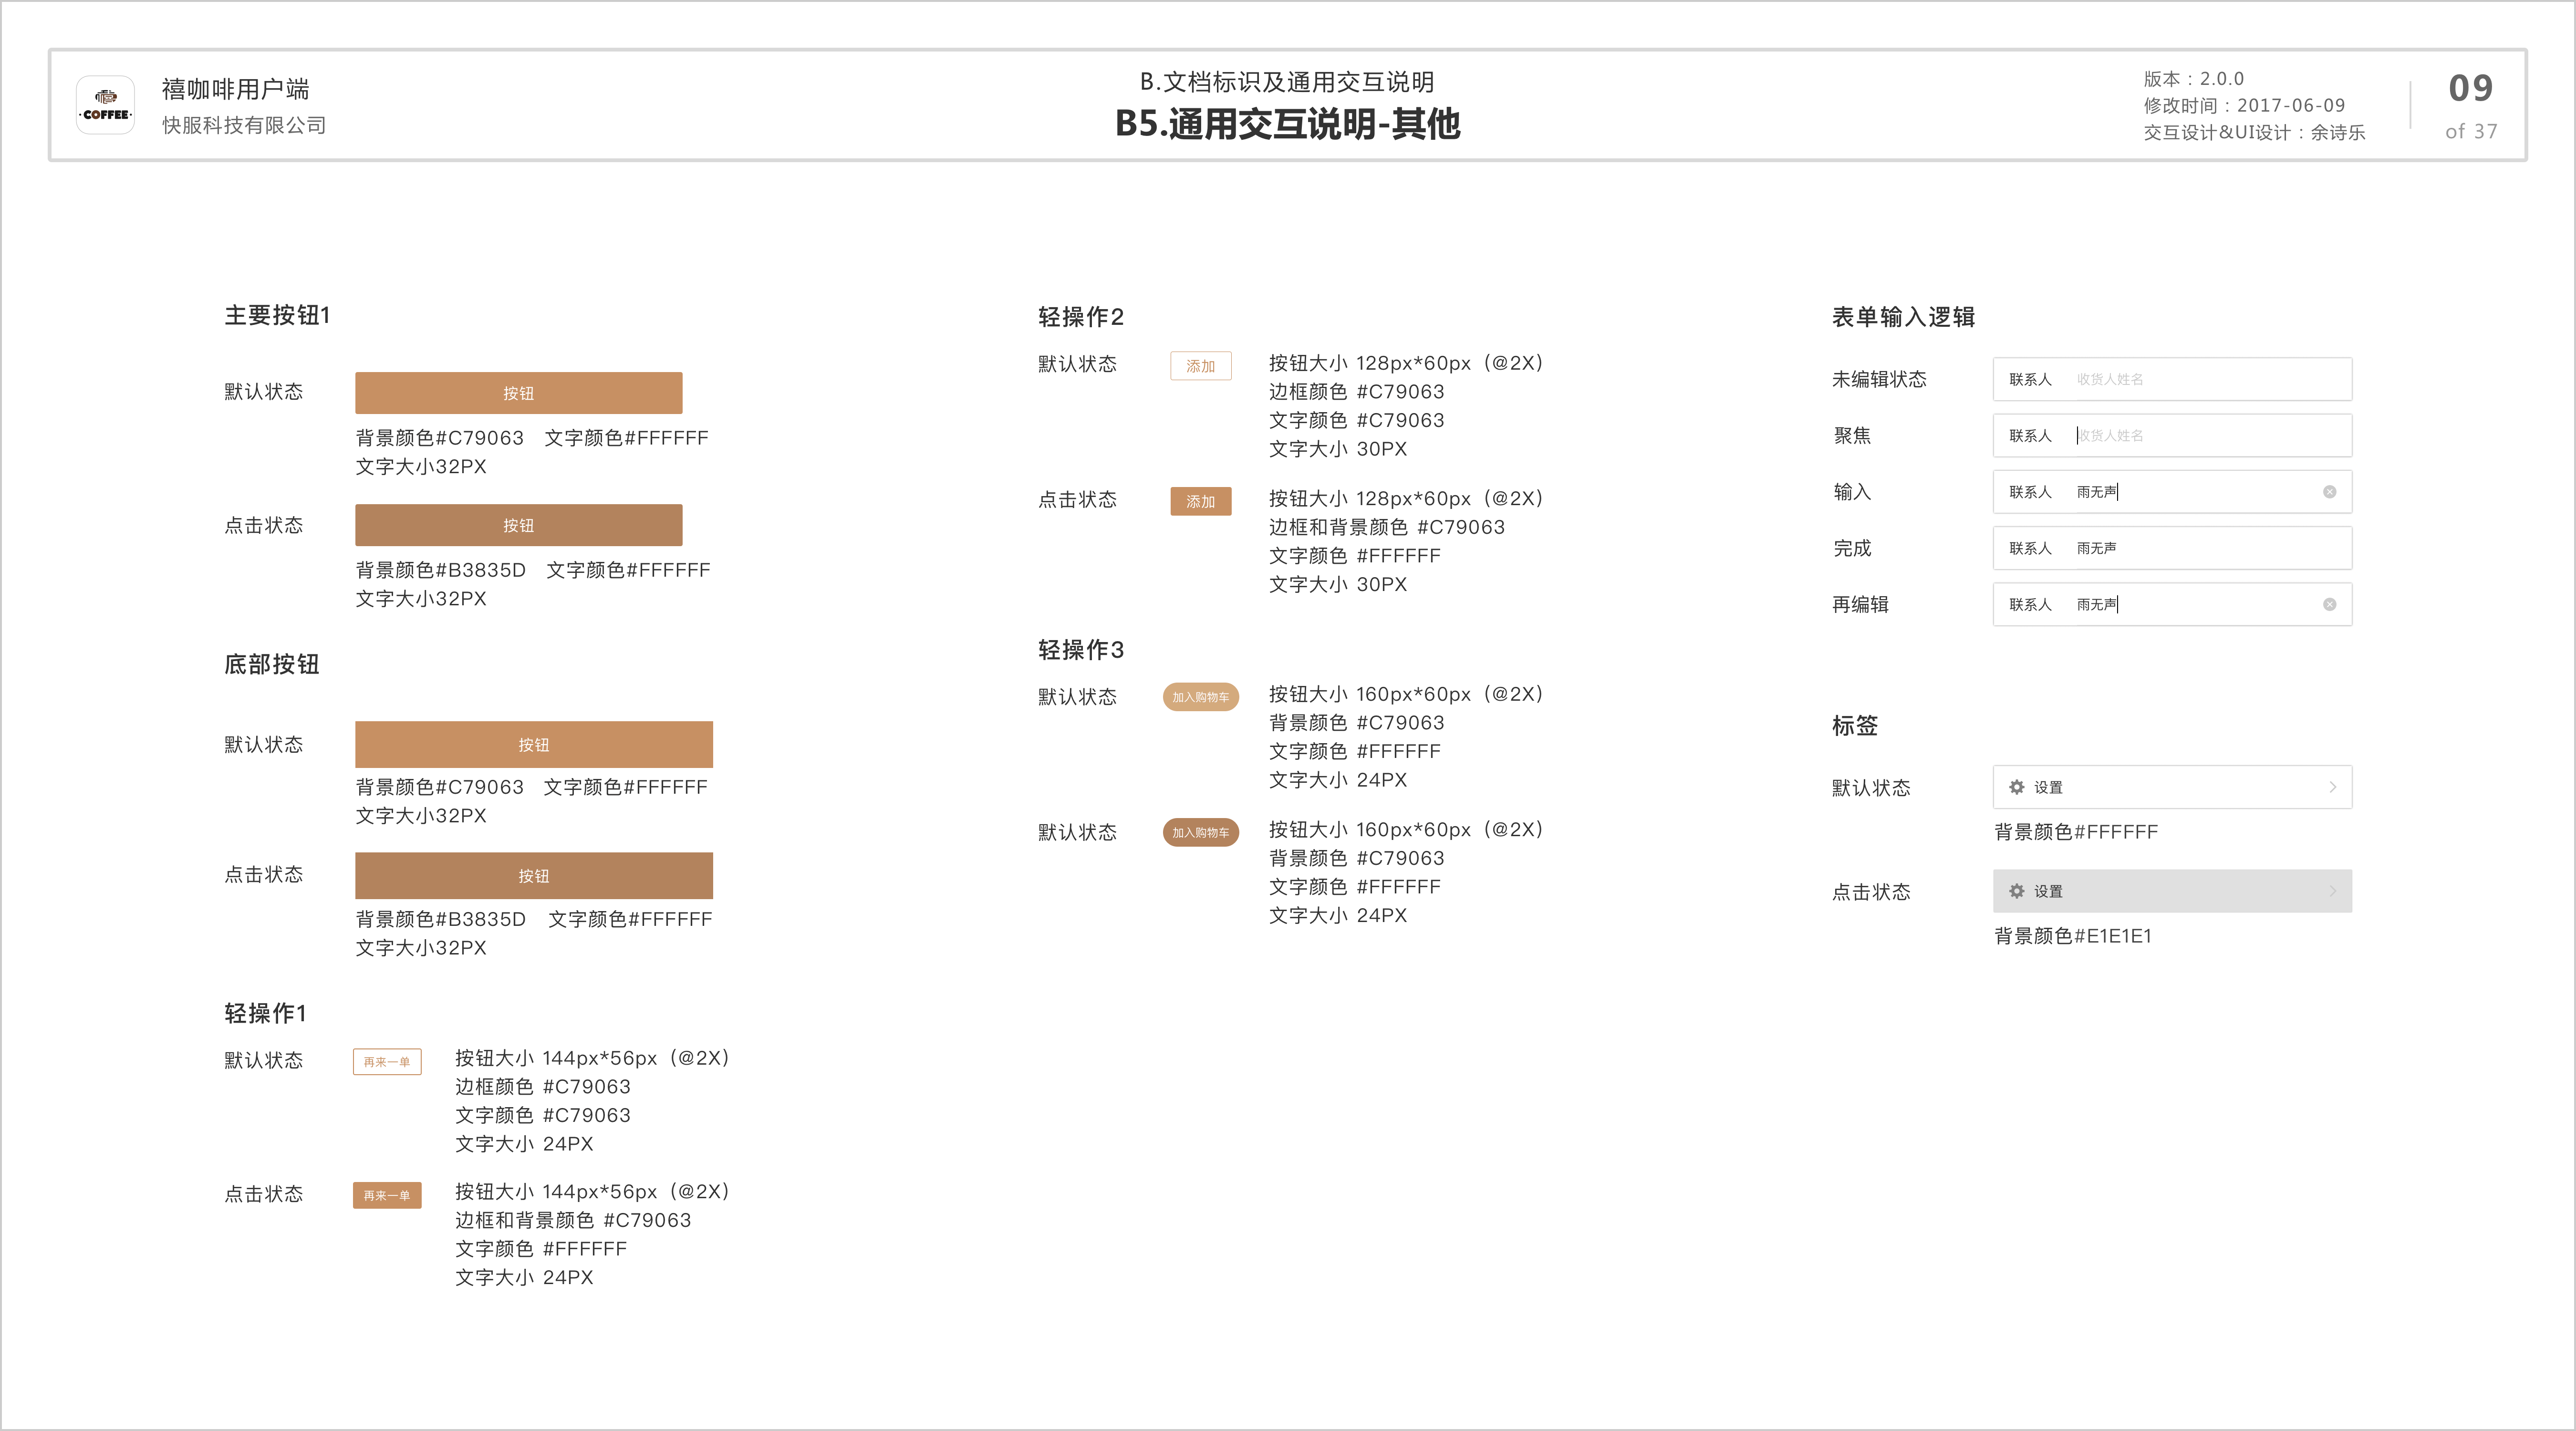 COFFEE
禧咖啡用户端
快服科技有限公司
B.文档标识及通用交互说明
B5.通用交互说明-其他
版本：2.0.0
修改时间：2017-06-09
交互设计&UI设计：余诗乐
09
of 37
主要按钮1
默认状态
按钮
背景颜色#C79063 文字颜色#FFFFFF
文字大小32PX
点击状态
按钮
背景颜色#B3835D 文字颜色#FFFFFF
文字大小32PX
底部按钮
默认状态
按钮
背景颜色#C79063 文字颜色#FFFFFF
文字大小32PX
点击状态
按钮
背景颜色#B3835D 文字颜色#FFFFFF
文字大小32PX
轻操作1
默认状态
再来一单
按钮大小 144px*56px（@2X）
边框颜色 #C79063
文字颜色 #C79063
文字大小 24PX
点击状态
再来一单
按钮大小 144px*56px（@2X）
边框和背景颜色 #C79063
文字颜色 #FFFFFF
文字大小 24PX
轻操作2
默认状态
添加
按钮大小 128px*60px（@2X）
边框颜色 #C79063
文字颜色 #C79063
文字大小 30PX
点击状态
添加
按钮大小 128px*60px（@2X）
边框和背景颜色 #C79063
文字颜色 #FFFFFF
文字大小 30PX
轻操作3
默认状态
加入购物车
按钮大小 160px*60px（@2X）
背景颜色 #C79063
文字颜色 #FFFFFF
文字大小 24PX
默认状态
加入购物车
按钮大小 160px*60px（@2X）
背景颜色 #C79063
文字颜色 #FFFFFF
文字大小 24PX
表单输入逻辑
未编辑状态
联系人 收货人姓名
聚焦
联系人 收货人姓名
输入
联系人 雨无声
完成
联系人 雨无声
再编辑
联系人 雨无声
标签
默认状态
设置
背景颜色#FFFFFF
点击状态
设置
背景颜色#E1E1E1